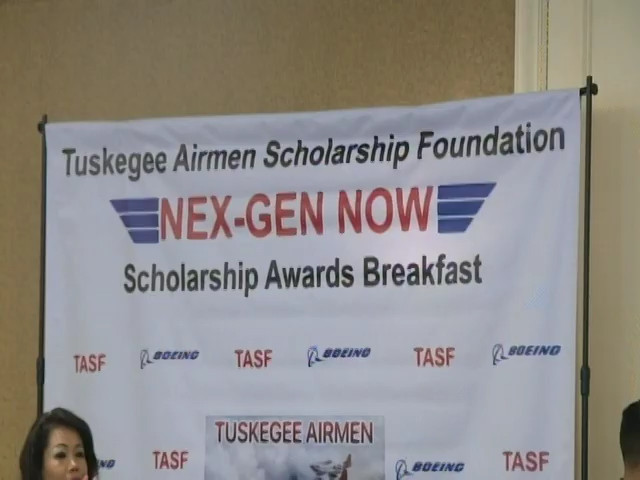 Tuskegee Airmen Scholarship Foundation
NEX-GEN NOW
Scholarship Awards Breakfast
TASF BOEING TASF BOEING TASF BOEING
TUSKEGEE AIRMEN
TASF BOEING TASF